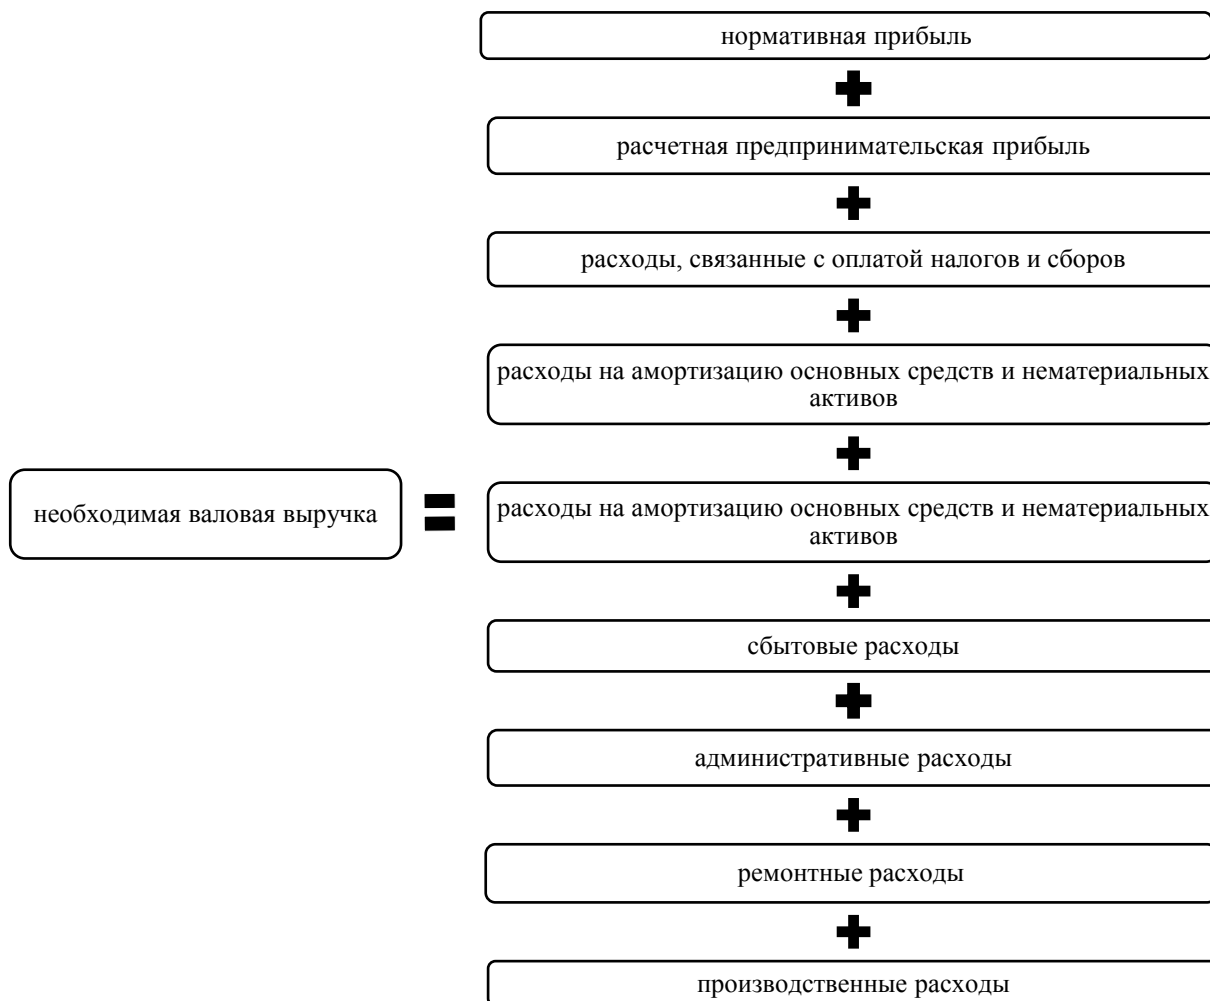 нормативная прибыль
расчетная предпринимательская прибыль
расходы, связанные с оплатой налогов и сборов
расходы на амортизацию основных средств и нематериальных
активов
необходимая валовая выручка
расходы на амортизацию основных средств и нематериальных
активов
сбытовые расходы
административные расходы
ремонтные расходы
производственные расходы